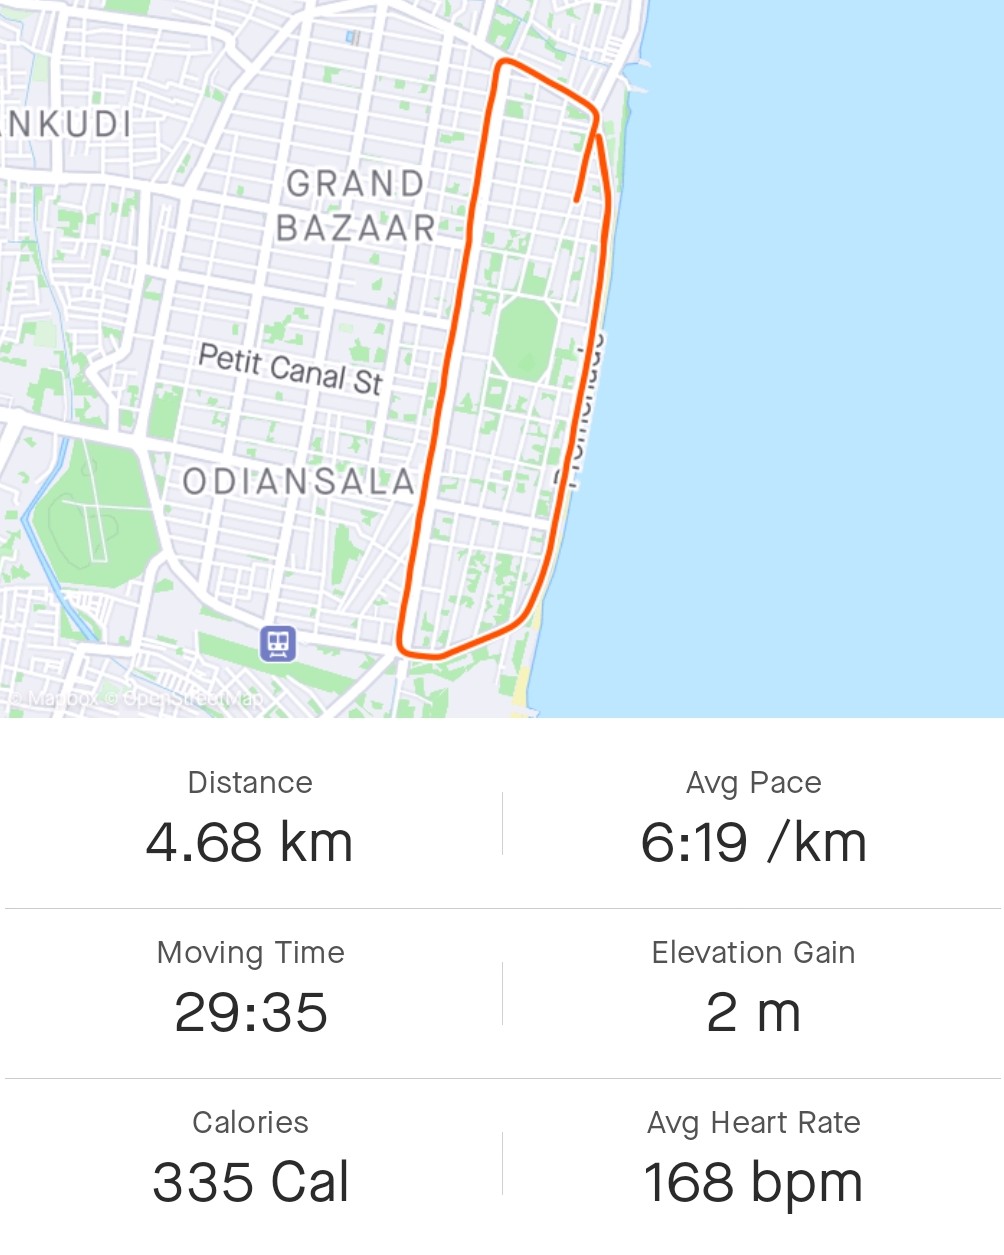 ANKUDI
GRAND
BAZAAR
Petit Canal St
Promenade
ODIANSALA
© Mapbox © OpenStreetMap
Distance
4.68 km
Avg Pace
6:19 /km
Moving Time
29:35
Elevation Gain
2 m
Calories
335 Cal
Avg Heart Rate
168 bpm